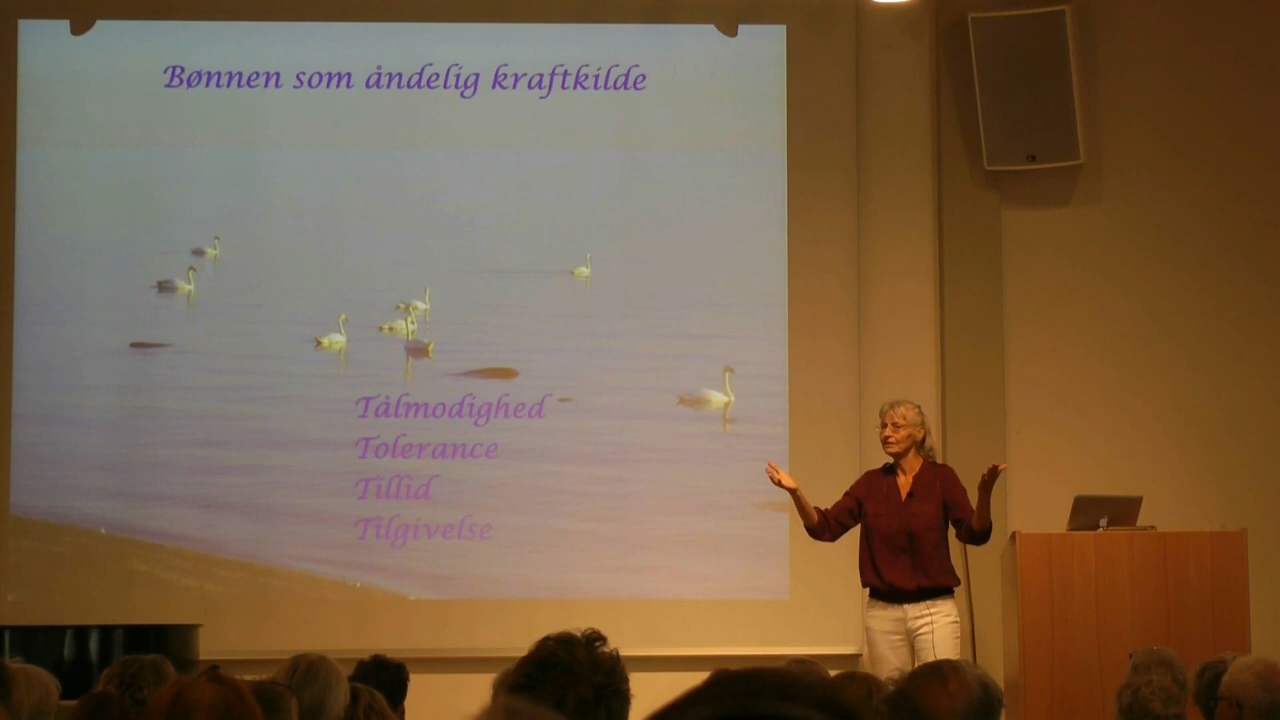 Bønnen som åndelig kraftkilde
Tålmodighed
Tolerance
Tillid
Tilgivelse